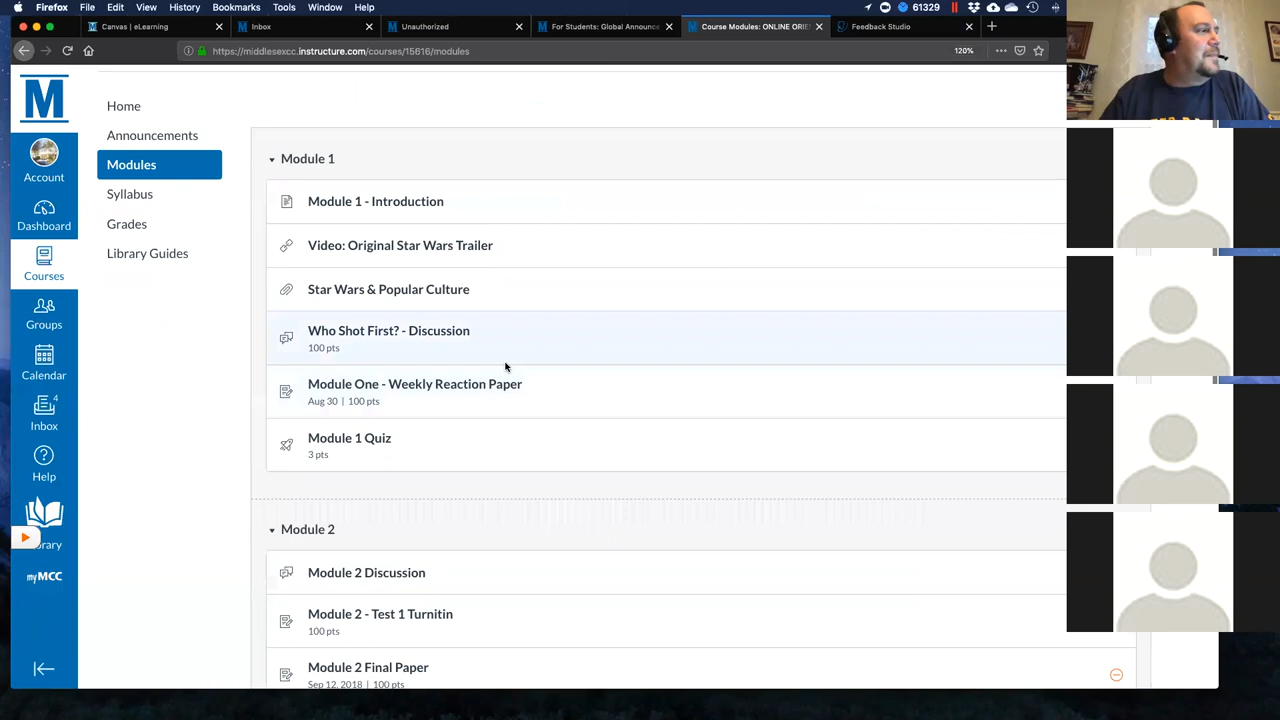 Firefox File Edit View History Bookmarks Tools Window Help 61329
Canvas | eLearning
Inbox
Unauthorized
For Students: Global Announce
Course Modules: ONLINE ORIE
Feedback Studio
https://middlesexcc.instructure.com/courses/15616/modules
120%
M
Account
Dashboard
Courses
Groups
Calendar
4
Inbox
Help
brary
myMCC
Home
Announcements
Modules
Syllabus
Grades
Library Guides
Module 1
Module 1 - Introduction
Video: Original Star Wars Trailer
Star Wars & Popular Culture
Who Shot First? - Discussion
100 pts
Module One - Weekly Reaction Paper
Aug 30 | 100 pts
Module 1 Quiz
3 pts
Module 2
Module 2 Discussion
Module 2 - Test 1 Turnitin
100 pts
Module 2 Final Paper
Sep 12, 2018 | 100 pts